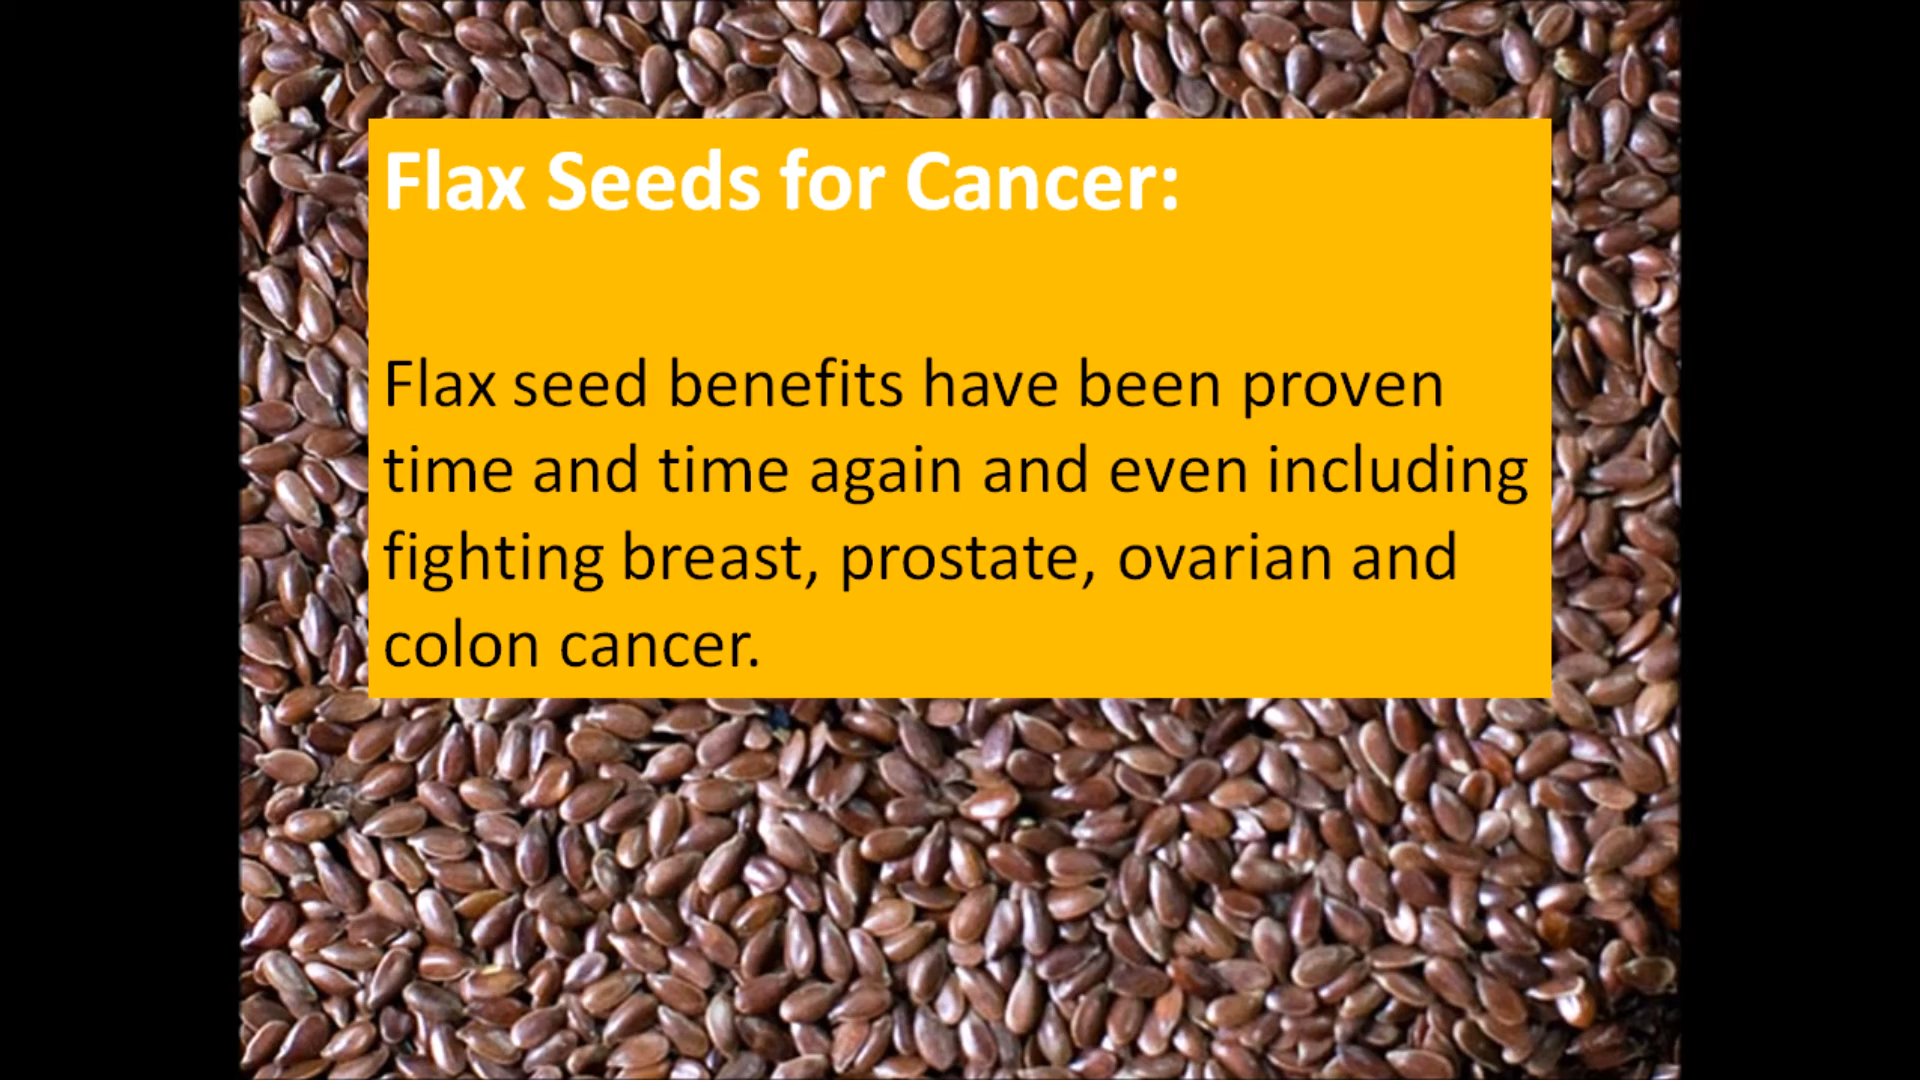 Flax Seeds for Cancer:
Flax seed benefits have been proven
time and time again and even including
fighting breast, prostate, ovarian and
colon cancer.